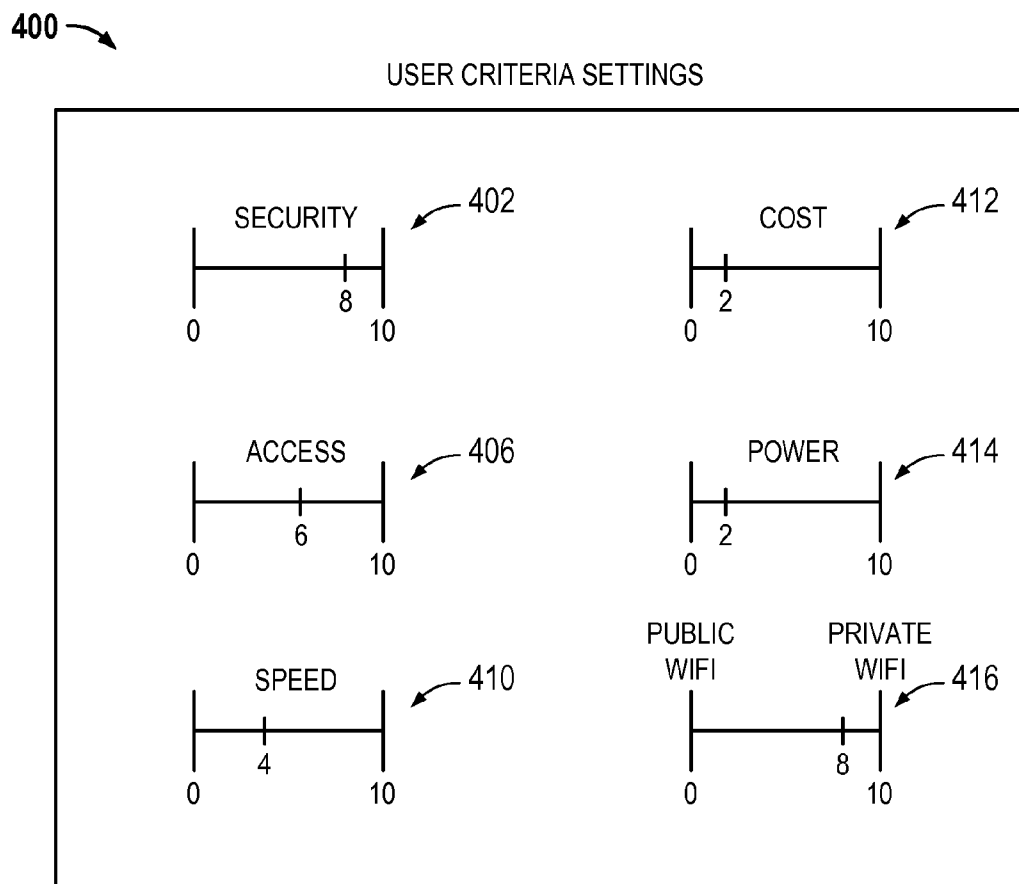 400
USER CRITERIA SETTINGS
SECURITY
402
8
0
10
COST
412
2
0
10
ACCESS
406
6
0
10
POWER
414
2
0
10
SPEED
410
4
0
10
PUBLIC
WIFI
PRIVATE
WIFI
416
8
0
10